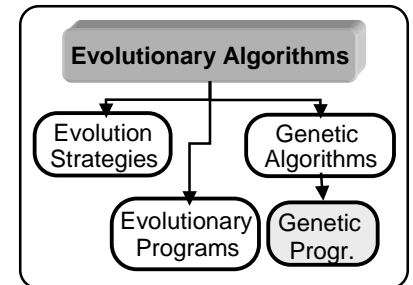 Evolutionary Algorithms
Evolution
Strategies
Genetic
Algorithms
Evolutionary
Programs
Genetic
Progr.